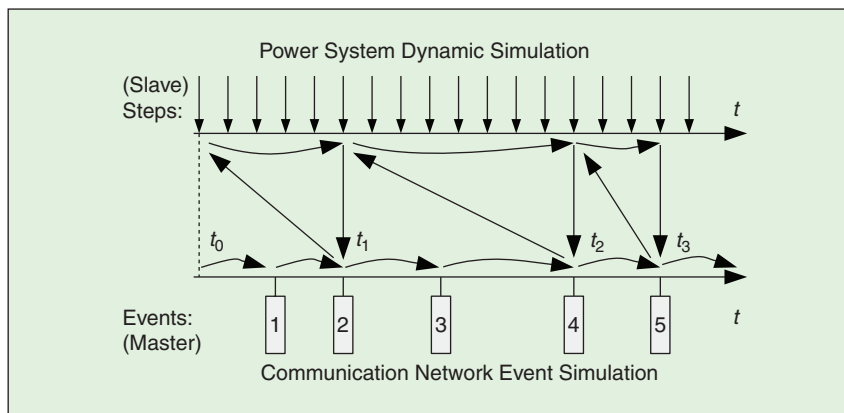 Power System Dynamic Simulation
(Slave)
Steps:
t
t0
t1
t2
t3
1
2
3
4
5
t
Events:
(Master)
Communication Network Event Simulation